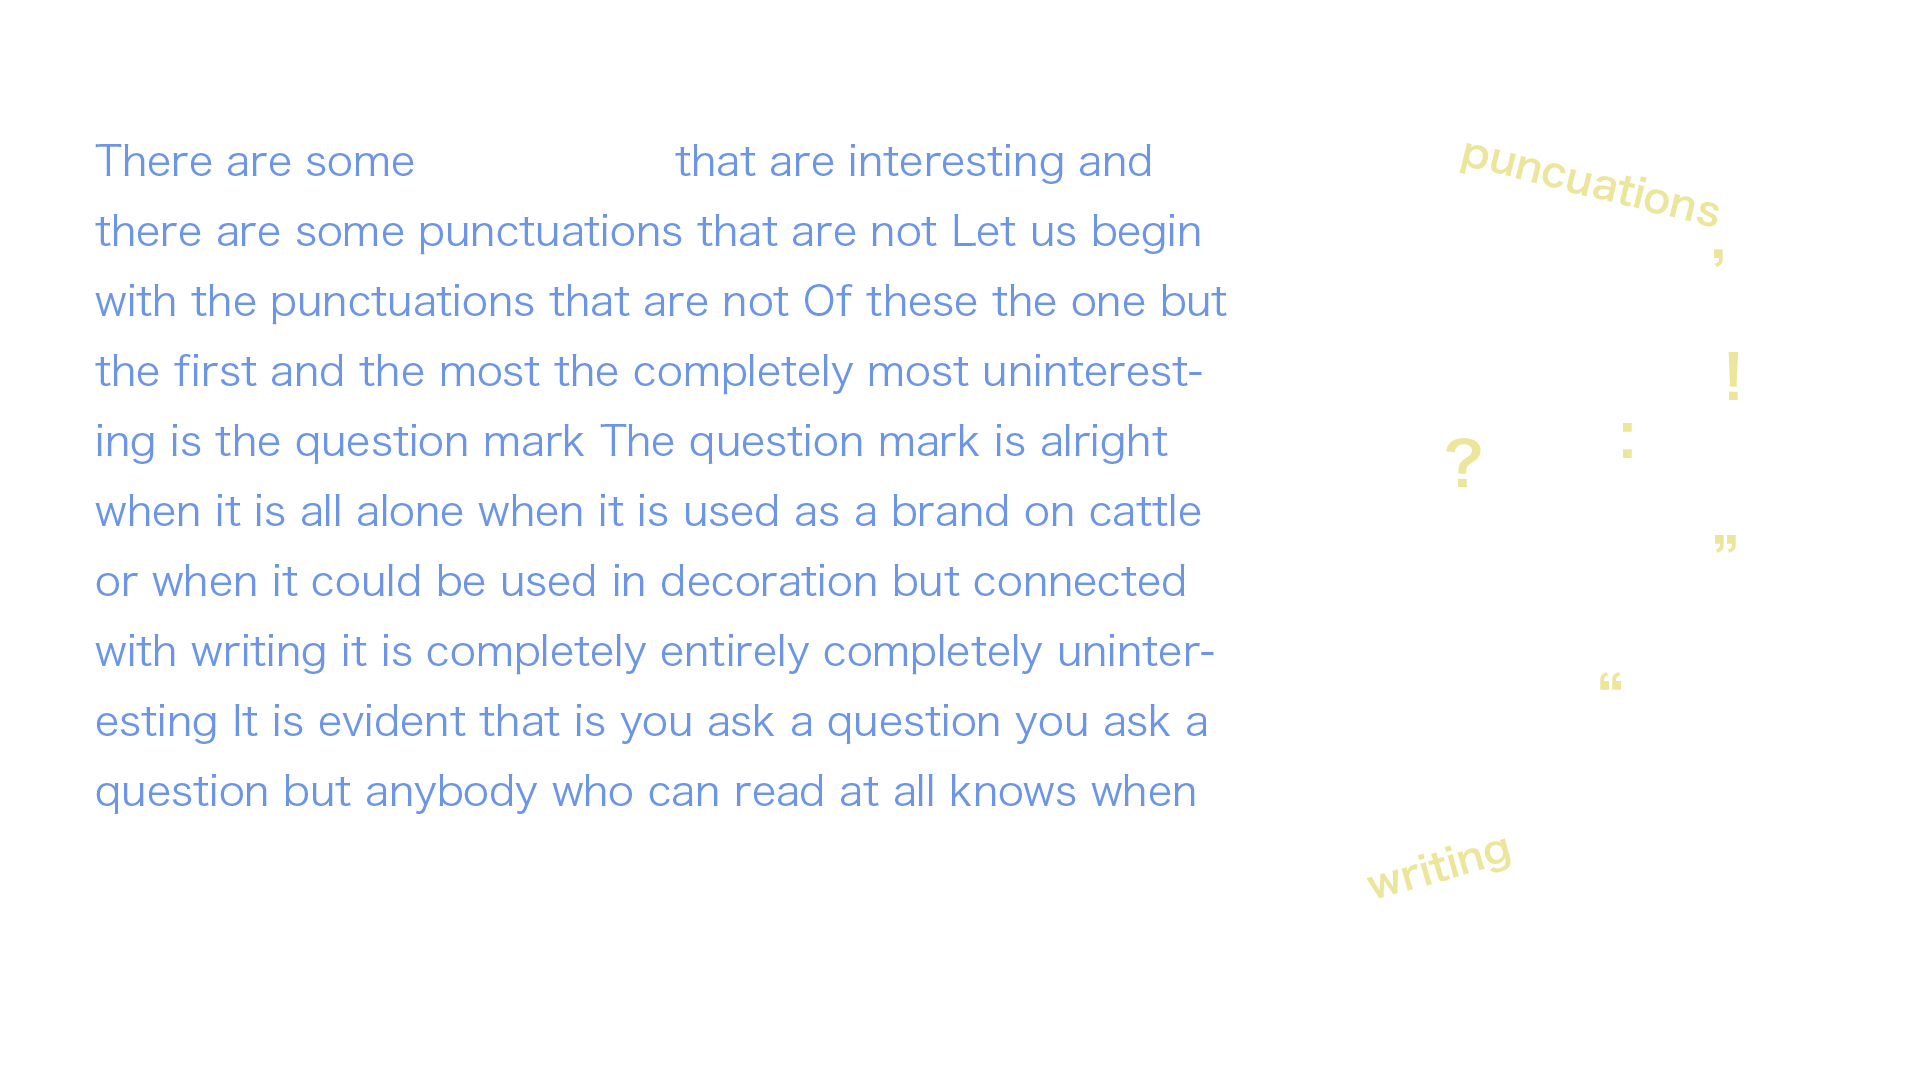 There are some that are interesting and
there are some punctuations that are not Let us begin
with the punctuations that are not Of these the one but
the first and the most the completely most uninterest-
ing is the question mark The question mark is alright
when it is all alone when it is used as a brand on cattle
or when it could be used in decoration but connected
with writing it is completely entirely completely uninter-
esting It is evident that is you ask a question you ask a
question but anybody who can read at all knows when
puncuations
,
!
:
?
”
“
writing